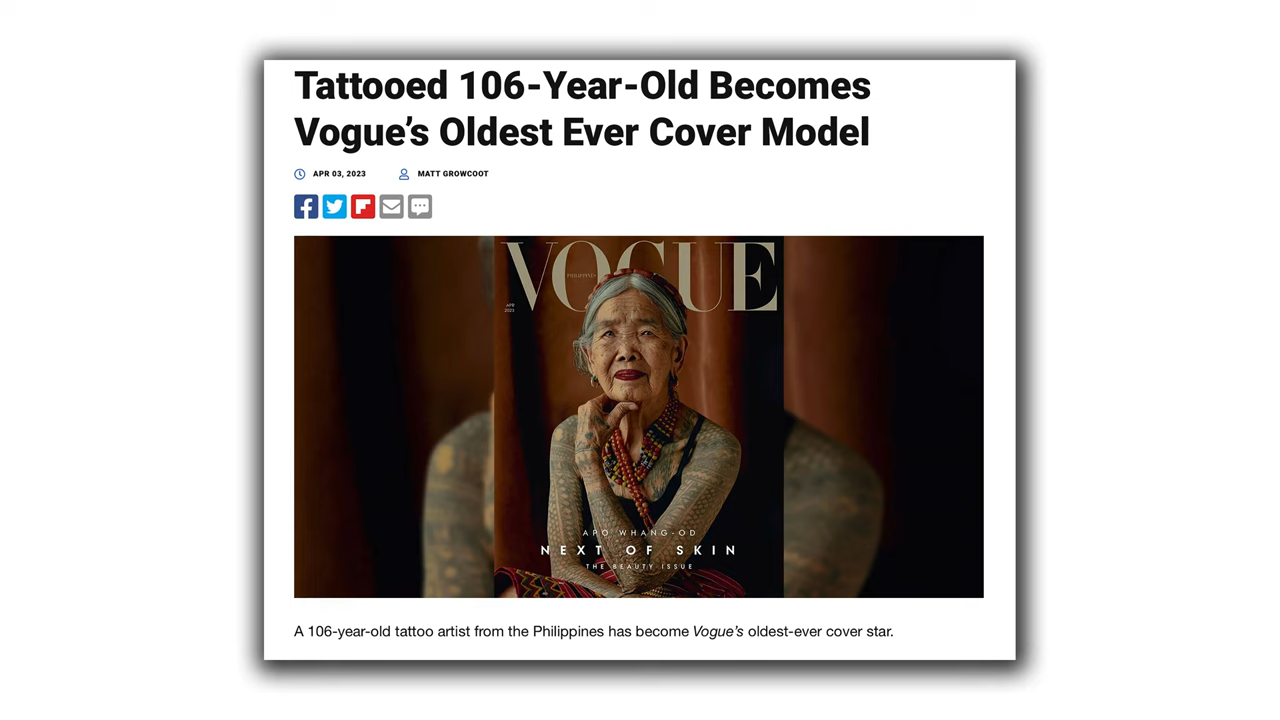 Tattooed 106-Year-Old Becomes
Vogue's Oldest Ever Cover Model
APR 03, 2023 MATT GROWCOOT
VOGUE
PHILIPPINES
APR
2023
APO WHANG-OD
NEXT OF SKIN
THE BEAUTY ISSUE
A 106-year-old tattoo artist from the Philippines has become Vogue's oldest-ever cover star.